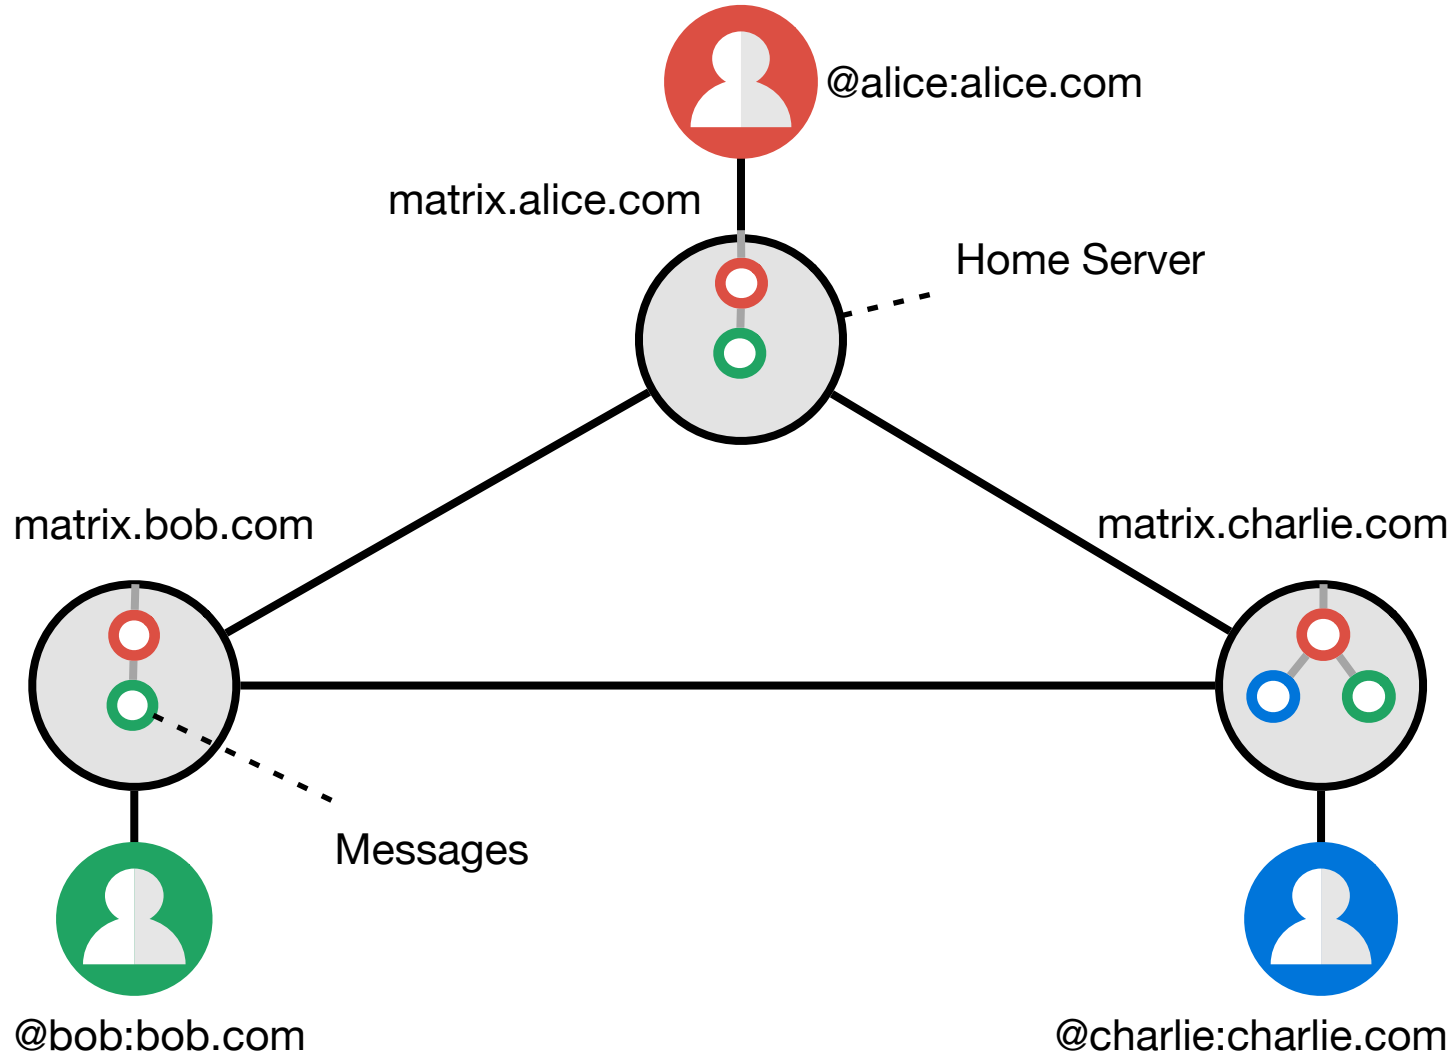 @alice:alice.com
matrix.alice.com
Home Server
matrix.bob.com
matrix.charlie.com
Messages
@bob:bob.com
@charlie:charlie.com